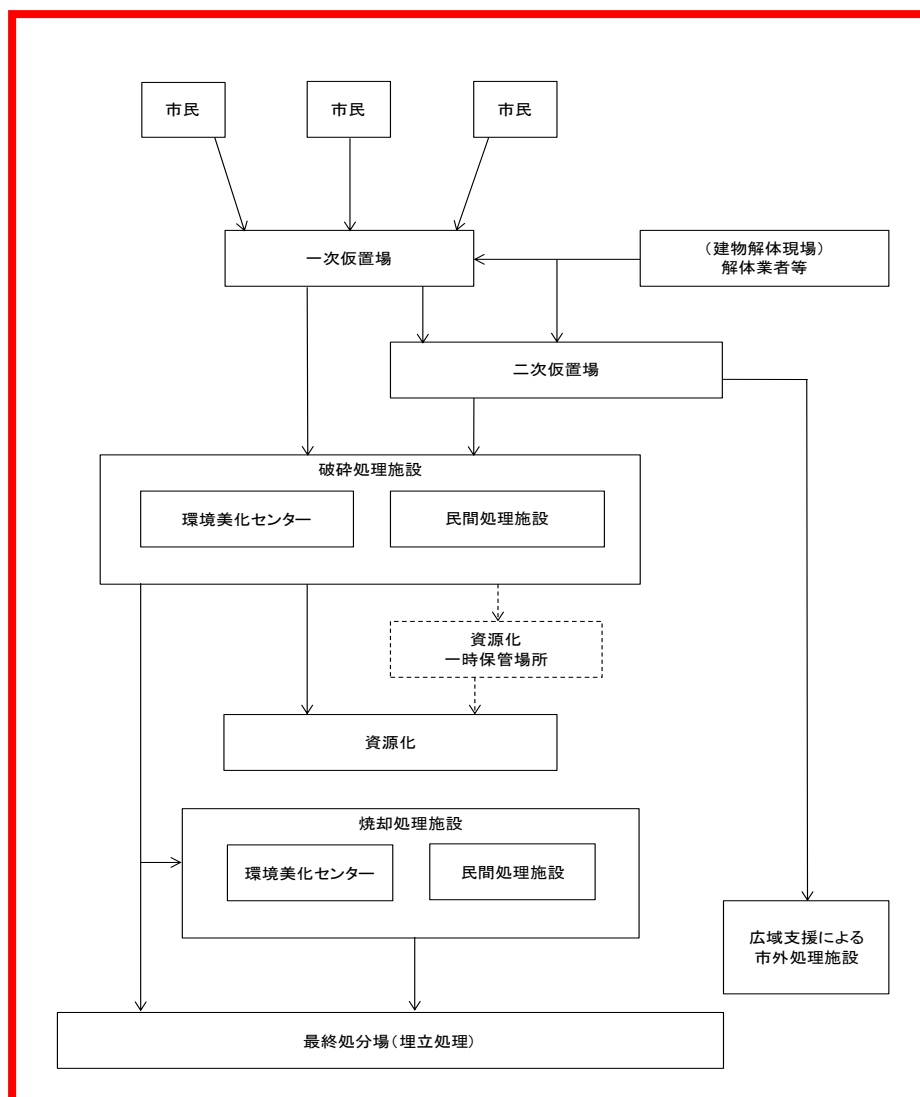 市民
市民
市民
一次仮置場
（建物解体現場）
解体業者等
二次仮置場
破砕処理施設
環境美化センター
民間処理施設
資源化
一時保管場所
資源化
焼却処理施設
環境美化センター
民間処理施設
広域支援による
市外処理施設
最終処分場（埋立処理）